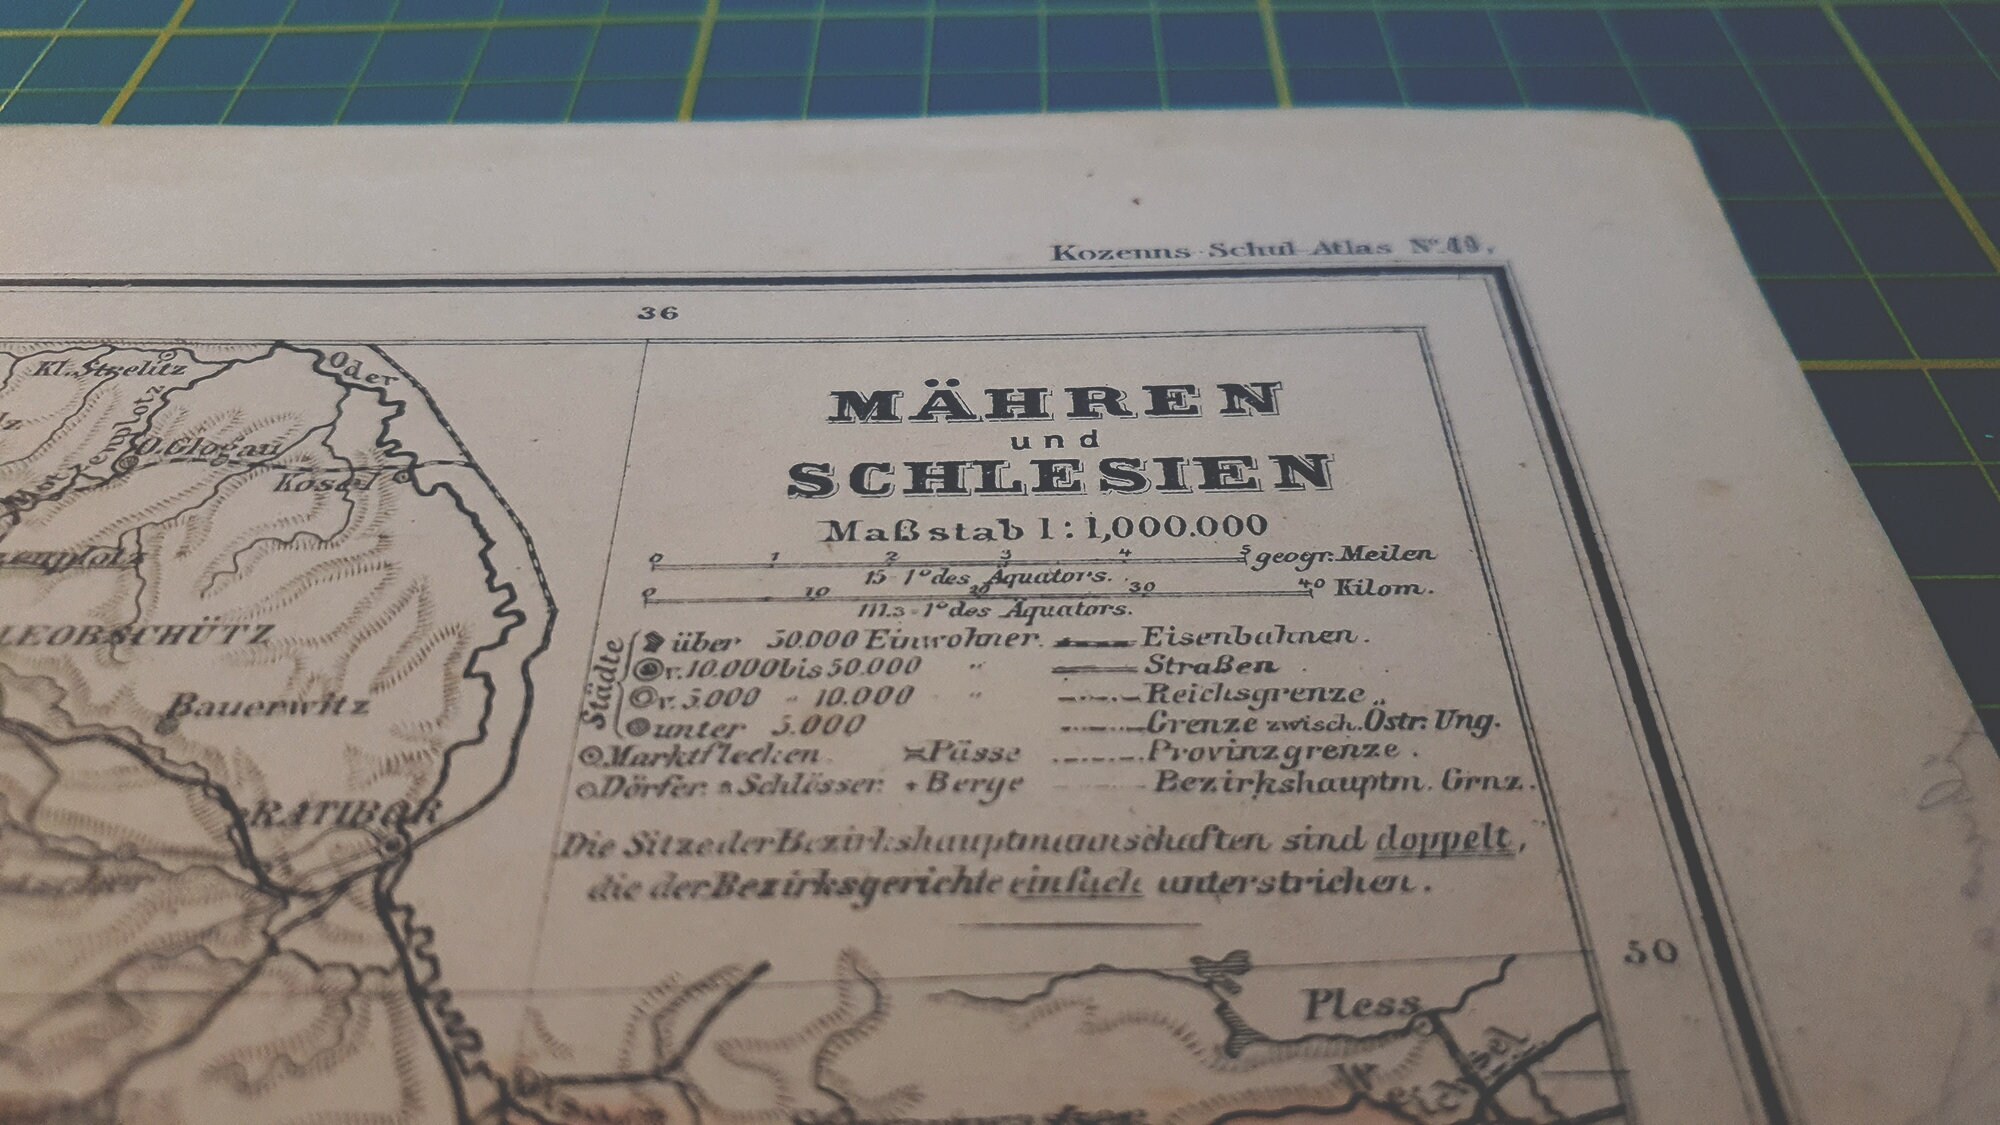 Kozenns Schul-Atlas Nº
36
MÄHREN
und
SCHLESIEN
Maßstab 1:1,000.000
0 1 2 3 4 5 geogr. Meilen
15 = 1° des Äquators.
0 10 20 30 40 Kilom.
111.3 = 1° des Äquators.
Städte
über 50.000 Einwohner.
v. 10.000 bis 50.000 "
v. 5.000 " 10.000 "
unter 5.000
Marktflecken Pässe
Dörfer Schlösser Berge
Eisenbahnen.
Straßen
Reichsgrenze
Grenze zwisch. Östr. Ung.
Provinzgrenze.
Bezirkshauptm. Grnz.
Die Sitze der Bezirkshauptmannschaften sind doppelt,
die der Bezirksgerichte einfach unterstrichen.
50
Kl. Strelitz
Oder
O. Glogau
Kosel
LEOBSCHÜTZ
Bauerwitz
RATIBOR
Pless